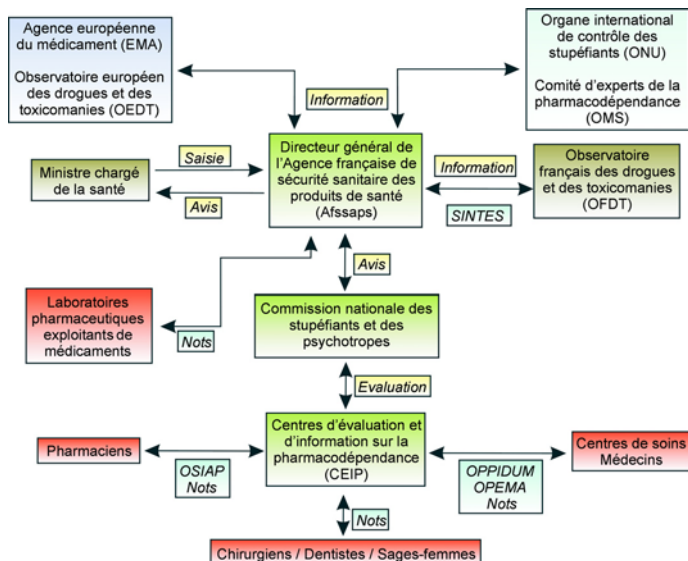 Agence européenne
du médicament (EMA)
Observatoire européen
des drogues et des
toxicomanies (OEDT)
Organe international
de contrôle des
stupéfiants (ONU)
Comité d'experts de la
pharmacodépendance
(OMS)
Information
Directeur général de
l'Agence française de
sécurité sanitaire des
produits de santé
(Afssaps)
Ministre chargé
de la santé
Saisie
Avis
Information
SINTES
Observatoire
français des drogues
et des toxicomanies
(OFDT)
Avis
Laboratoires
pharmaceutiques
exploitants de
médicaments
Nots
Commission nationale des
stupéfiants et des
psychotropes
Evaluation
Centres d'évaluation et
d'information sur la
pharmacodépendance
(CEIP)
Pharmaciens
OSIAP
Nots
OPPIDUM
OPEMA
Nots
Centres de soins
Médecins
Nots
Chirurgiens / Dentistes / Sages-femmes